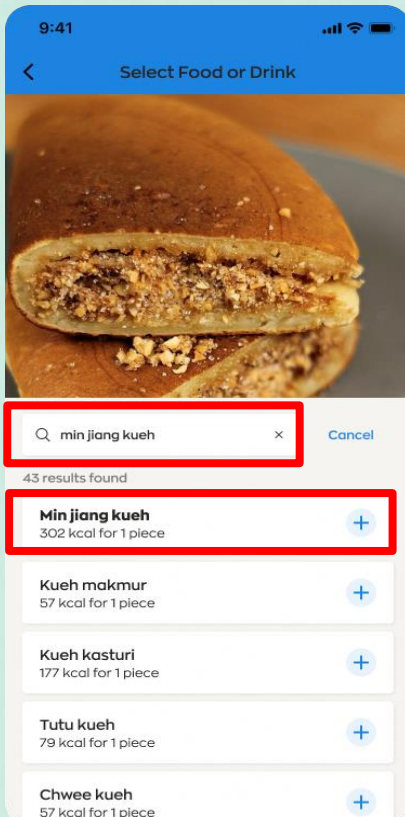 9:41
Select Food or Drink
min jiang kueh
Cancel
43 results found
Min jiang kueh
302 kcal for 1 piece
Kueh makmur
57 kcal for 1 piece
Kueh kasturi
177 kcal for 1 piece
Tutu kueh
79 kcal for 1 piece
Chwee kueh
57 kcal for 1 piece